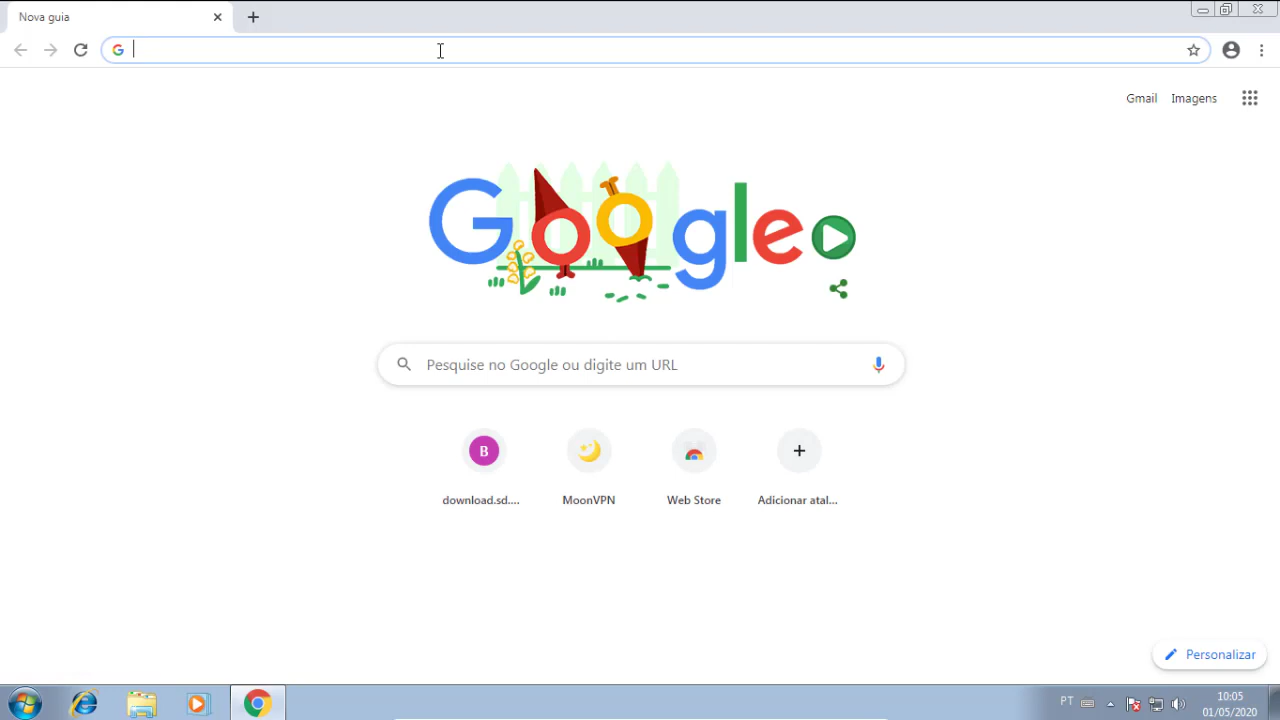 Nova guia
Gmail Imagens
Google
Pesquise no Google ou digite um URL
B
download.sd....
MoonVPN
Web Store
Adicionar atal...
Personalizar
PT
10:05
01/05/2020